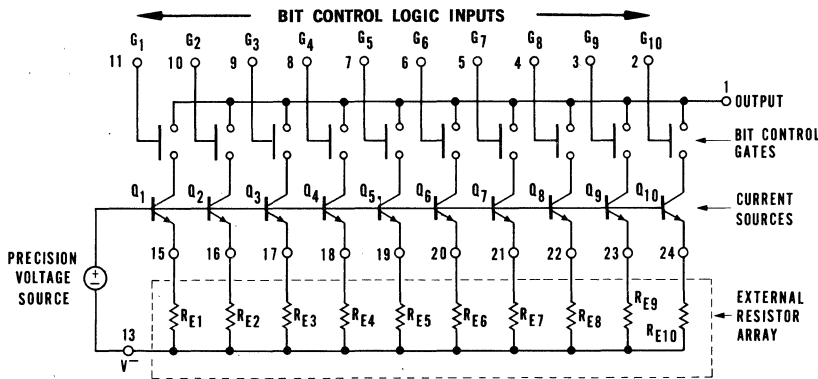 BIT CONTROL LOGIC INPUTS
G1 G2 G3 G4 G5 G6 G7 G8 G9 G10
11 10 9 8 7 6 5 4 3 2
1
OUTPUT
BIT CONTROL
GATES
Q1 Q2 Q3 Q4 Q5 Q6 Q7 Q8 Q9 Q10
CURRENT
SOURCES
15 16 17 18 19 20 21 22 23 24
PRECISION
VOLTAGE
SOURCE
+
−
RE1 RE2 RE3 RE4 RE5 RE6 RE7 RE8 RE9 RE10
EXTERNAL
RESISTOR
ARRAY
13
V−